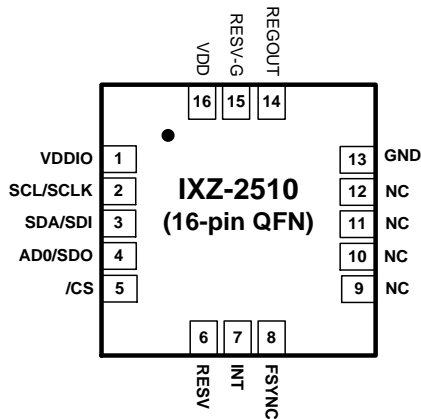 VDD
RESV-G
REGOUT
16
15
14
VDDIO 1
SCL/SCLK 2
SDA/SDI 3
AD0/SDO 4
/CS 5
IXZ-2510
(16-pin QFN)
13 GND
12 NC
11 NC
10 NC
9 NC
6
7
8
RESV
INT
FSYNC